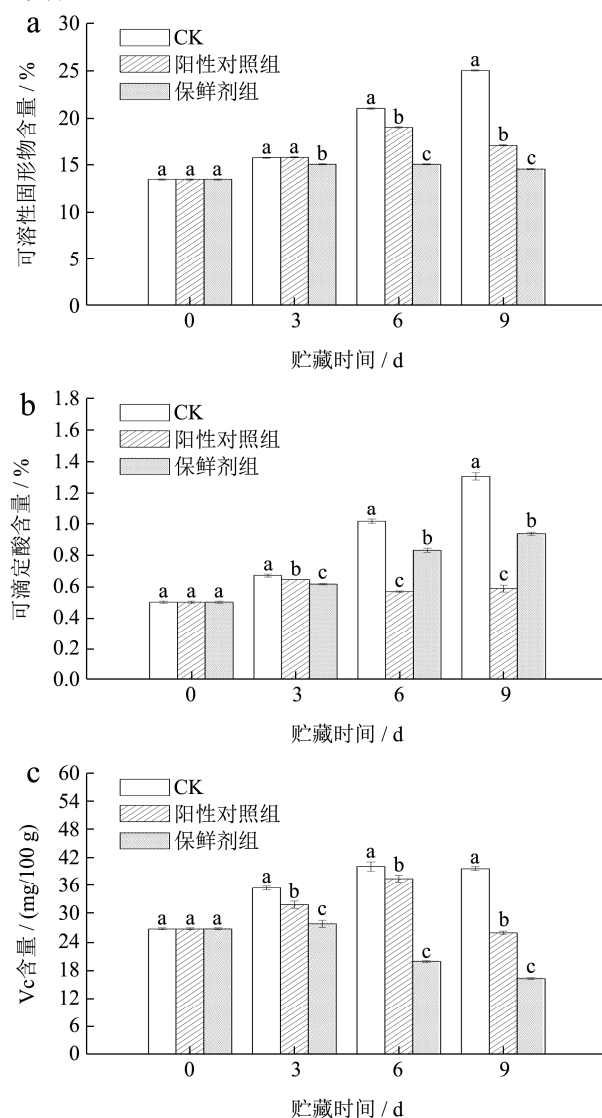 a
CK
阳性对照组
保鲜剂组
可溶性固形物含量 / %
30
25
20
15
10
5
0
a a a
a a b
a b c
a b c
0 3 6 9
贮藏时间 / d
b
CK
阳性对照组
保鲜剂组
可滴定酸含量 / %
1.8
1.6
1.4
1.2
1.0
0.8
0.6
0.4
0.2
0.0
a a a
a b c
a c b
a c b
0 3 6 9
贮藏时间 / d
c
CK
阳性对照组
保鲜剂组
Vc含量 / (mg/100 g)
60
54
48
42
36
30
24
18
12
6
0
a a a
a b c
a b c
a b c
0 3 6 9
贮藏时间 / d